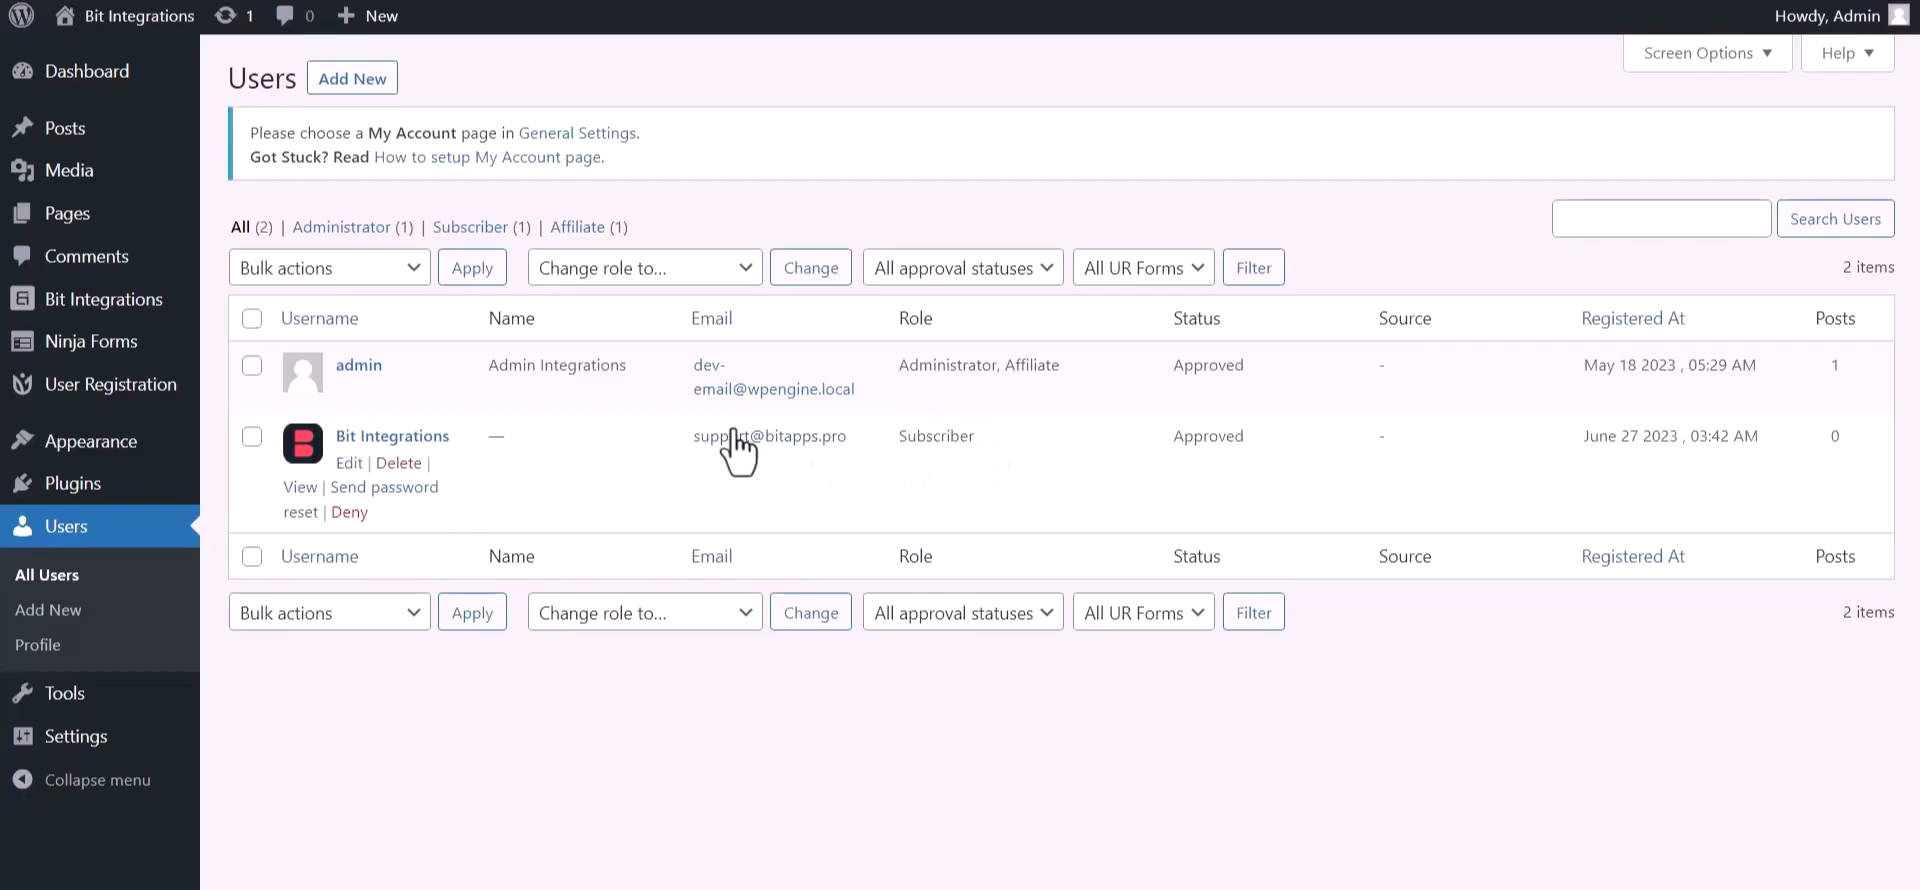 Bit Integrations 1 0 New Howdy, Admin
Screen Options Help
Dashboard
Posts
Media
Pages
Comments
Bit Integrations
Ninja Forms
User Registration
Appearance
Plugins
Users
All Users
Add New
Profile
Tools
Settings
Collapse menu
Users Add New
Please choose a My Account page in General Settings.
Got Stuck? Read How to setup My Account page.
All (2) | Administrator (1) | Subscriber (1) | Affiliate (1)
Search Users
Bulk actions Apply Change role to... Change All approval statuses All UR Forms Filter 2 items
Username Name Email Role Status Source Registered At Posts
admin Admin Integrations dev- Administrator, Affiliate Approved - May 18 2023 , 05:29 AM 1
email@wpengine.local
Bit Integrations — support@bitapps.pro Subscriber Approved - June 27 2023 , 03:42 AM 0
Edit | Delete |
View | Send password
reset | Deny
Username Name Email Role Status Source Registered At Posts
Bulk actions Apply Change role to... Change All approval statuses All UR Forms Filter 2 items